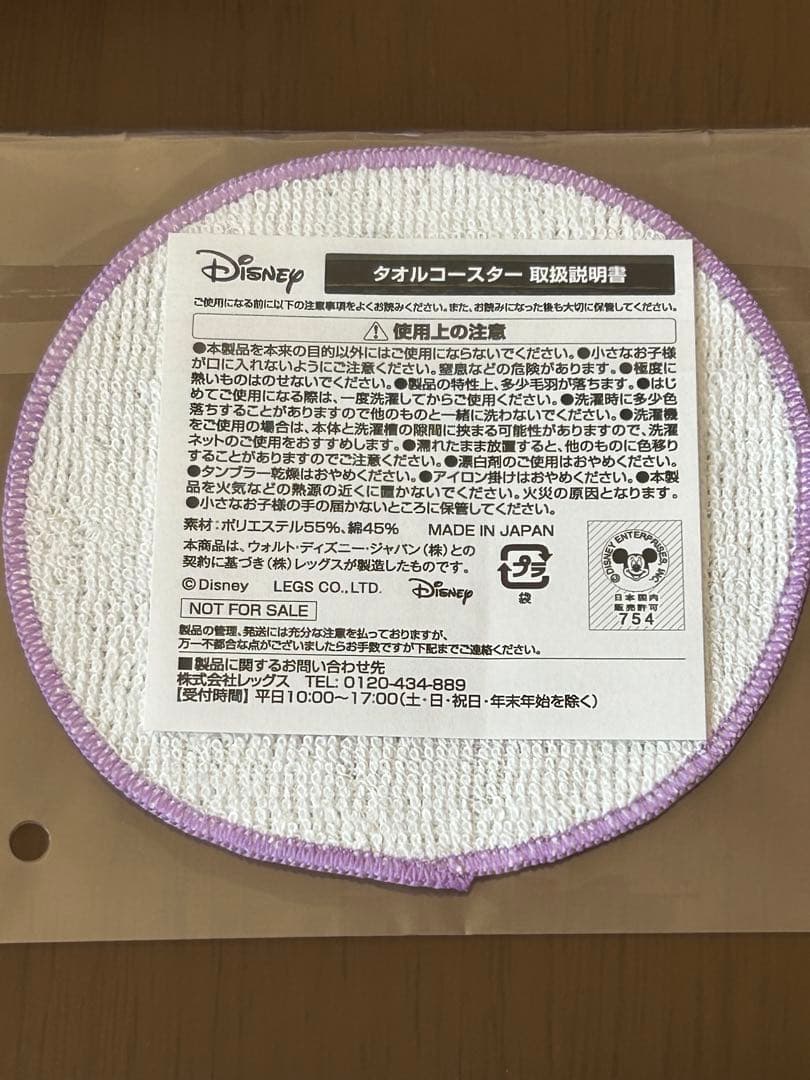 Disney
タオルコースター 取扱説明書
ご使用になる前に以下の注意事項をよくお読みください。また、お読みになった後も大切に保管してください。
使用上の注意
●本製品を本来の目的以外にはご使用にならないでください。●小さなお子様
が口に入れないようにご注意ください。窒息などの危険があります。●極度に
熱いものはのせないでください。●製品の特性上、多少毛羽が落ちます。●はじ
めてご使用になる際は、一度洗濯してからご使用ください。●洗濯時に多少色
落ちすることがありますので他のものと一緒に洗わないでください。●洗濯機
をご使用の場合は、本体と洗濯槽の隙間に挟まる可能性がありますので、洗濯
ネットのご使用をおすすめします。●濡れたまま放置すると、他のものに色移り
することがありますのでご注意ください。●漂白剤のご使用はおやめください。
●タンブラー乾燥はおやめください。●アイロン掛けはおやめください。●本製
品を火気などの熱源の近くに置かないでください。火災の原因となります。
●小さなお子様の手の届かないところに保管してください。
素材:ポリエステル55%、綿45% MADE IN JAPAN
本商品は、ウォルト・ディズニー・ジャパン(株)との
契約に基づき(株)レッグスが製造したものです。
©Disney LEGS CO.,LTD. Disney
プラ
袋
©DISNEY ENTERPRISES, INC.
日本国内
販売許可
754
NOT FOR SALE
製品の管理、発送には充分な注意を払っておりますが、
万一不都合な点がございましたらお手数ですが下記までご連絡ください。
■製品に関するお問い合わせ先
株式会社レッグス TEL: 0120-434-889
【受付時間】平日10:00〜17:00(土・日・祝日・年末年始を除く)